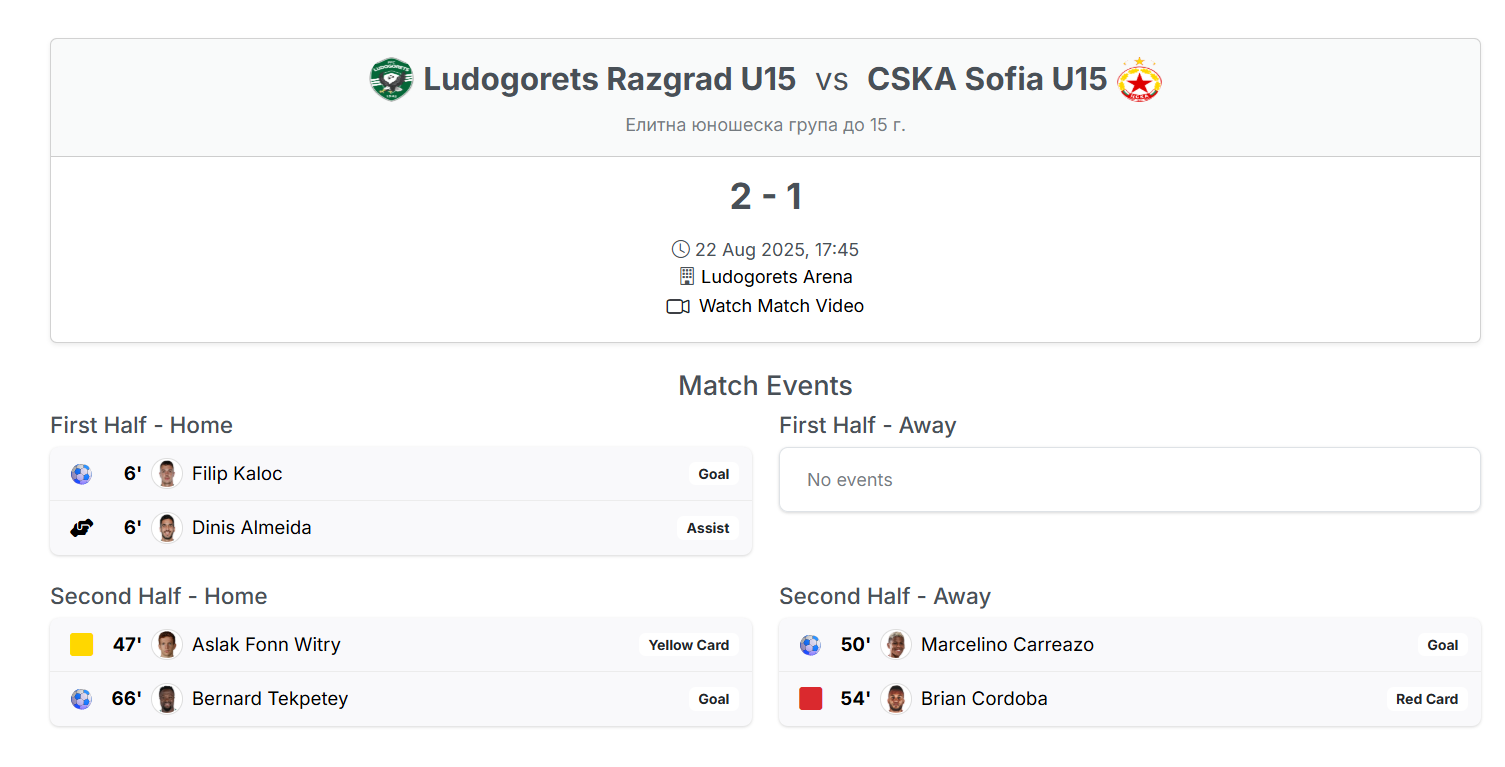 Ludogorets Razgrad U15 vs CSKA Sofia U15
Елитна юношеска група до 15 г.
2 - 1
22 Aug 2025, 17:45
Ludogorets Arena
Watch Match Video
Match Events
First Half - Home
6' Filip Kaloc Goal
6' Dinis Almeida Assist
First Half - Away
No events
Second Half - Home
47' Aslak Fonn Witry Yellow Card
66' Bernard Tekpetey Goal
Second Half - Away
50' Marcelino Carreazo Goal
54' Brian Cordoba Red Card